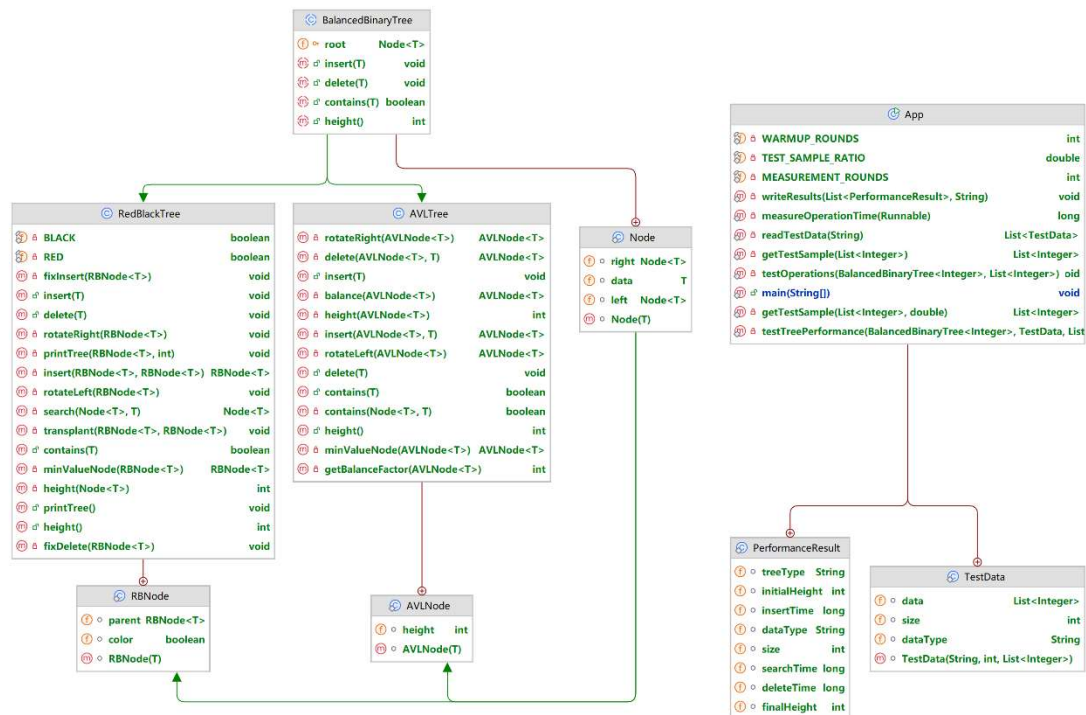 BalancedBinaryTree
root Node<T>
insert(T) void
delete(T) void
contains(T) boolean
height() int
RedBlackTree
BLACK boolean
RED boolean
fixInsert(RBNode<T>) void
insert(T) void
delete(T) void
rotateRight(RBNode<T>) void
printTree(RBNode<T>, int) void
insert(RBNode<T>, RBNode<T>) RBNode<T>
rotateLeft(RBNode<T>) void
search(Node<T>, T) Node<T>
transplant(RBNode<T>, RBNode<T>) void
contains(T) boolean
minValueNode(RBNode<T>) RBNode<T>
height(Node<T>) int
printTree() void
height() int
fixDelete(RBNode<T>) void
AVLTree
rotateRight(AVLNode<T>) AVLNode<T>
delete(AVLNode<T>, T) AVLNode<T>
insert(T) void
balance(AVLNode<T>) AVLNode<T>
height(AVLNode<T>) int
insert(AVLNode<T>, T) AVLNode<T>
rotateLeft(AVLNode<T>) AVLNode<T>
delete(T) void
contains(T) boolean
contains(Node<T>, T) boolean
height() int
minValueNode(AVLNode<T>) AVLNode<T>
getBalanceFactor(AVLNode<T>) int
Node
right Node<T>
data T
left Node<T>
Node(T)
App
WARMUP_ROUNDS int
TEST_SAMPLE_RATIO double
MEASUREMENT_ROUNDS int
writeResults(List<PerformanceResult>, String) void
measureOperationTime(Runnable) long
readTestData(String) List<TestData>
getTestSample(List<Integer>) List<Integer>
testOperations(BalancedBinaryTree<Integer>, List<Integer>) oid
main(String[]) void
getTestSample(List<Integer>, double) List<Integer>
testTreePerformance(BalancedBinaryTree<Integer>, TestData, List
RBNode
parent RBNode<T>
color boolean
RBNode(T)
AVLNode
height int
AVLNode(T)
PerformanceResult
treeType String
initialHeight int
insertTime long
dataType String
size int
searchTime long
deleteTime long
finalHeight int
TestData
data List<Integer>
size int
dataType String
TestData(String, int, List<Integer>)